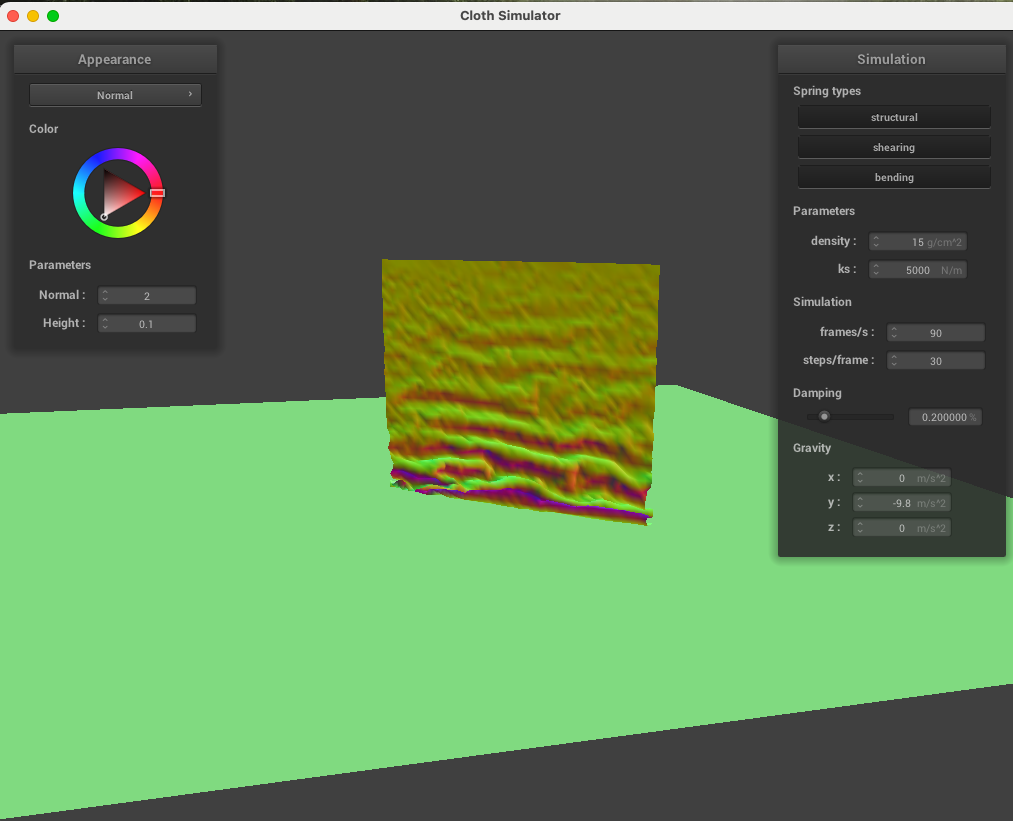 Cloth Simulator
Appearance
Normal
Color
Parameters
Normal : 2
Height : 0.1
Simulation
Spring types
structural
shearing
bending
Parameters
density : 15 g/cm^2
ks : 5000 N/m
Simulation
frames/s : 90
steps/frame : 30
Damping
0.200000 %
Gravity
x : 0 m/s^2
y : -9.8 m/s^2
z : 0 m/s^2